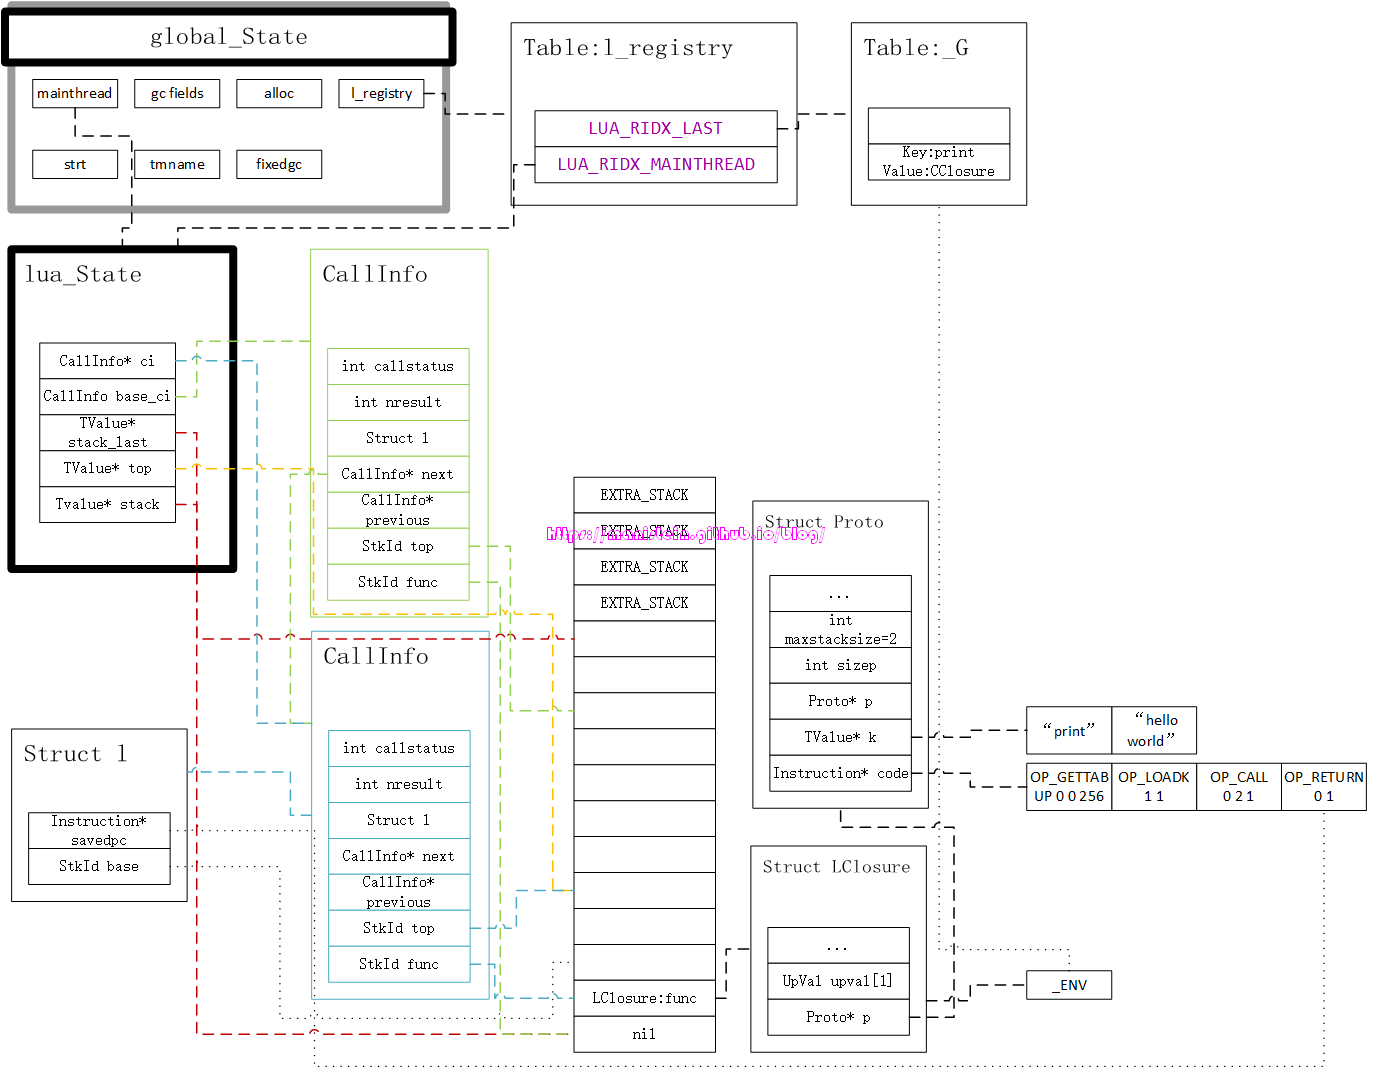 global_State
mainthread
gc fields
alloc
l_registry
strt
tmname
fixedgc
Table:l_registry
LUA_RIDX_LAST
LUA_RIDX_MAINTHREAD
Table:_G
Key:print
Value:CClosure
lua_State
CallInfo* ci
CallInfo base_ci
TValue*
stack_last
TValue* top
Tvalue* stack
CallInfo
int callstatus
int nresult
Struct l
CallInfo* next
CallInfo*
previous
StkId top
StkId func
CallInfo
int callstatus
int nresult
Struct l
CallInfo* next
CallInfo*
previous
StkId top
StkId func
Struct l
Instruction*
savedpc
StkId base
EXTRA_STACK
EXTRA_STACK
EXTRA_STACK
EXTRA_STACK
LClosure:func
nil
Struct Proto
...
int
maxstacksize=2
int sizep
Proto* p
TValue* k
Instruction* code
“print”
“hello
world”
OP_GETTAB
UP 0 0 256
OP_LOADK
1 1
OP_CALL
0 2 1
OP_RETURN
0 1
Struct LClosure
...
UpVal upval[1]
Proto* p
_ENV